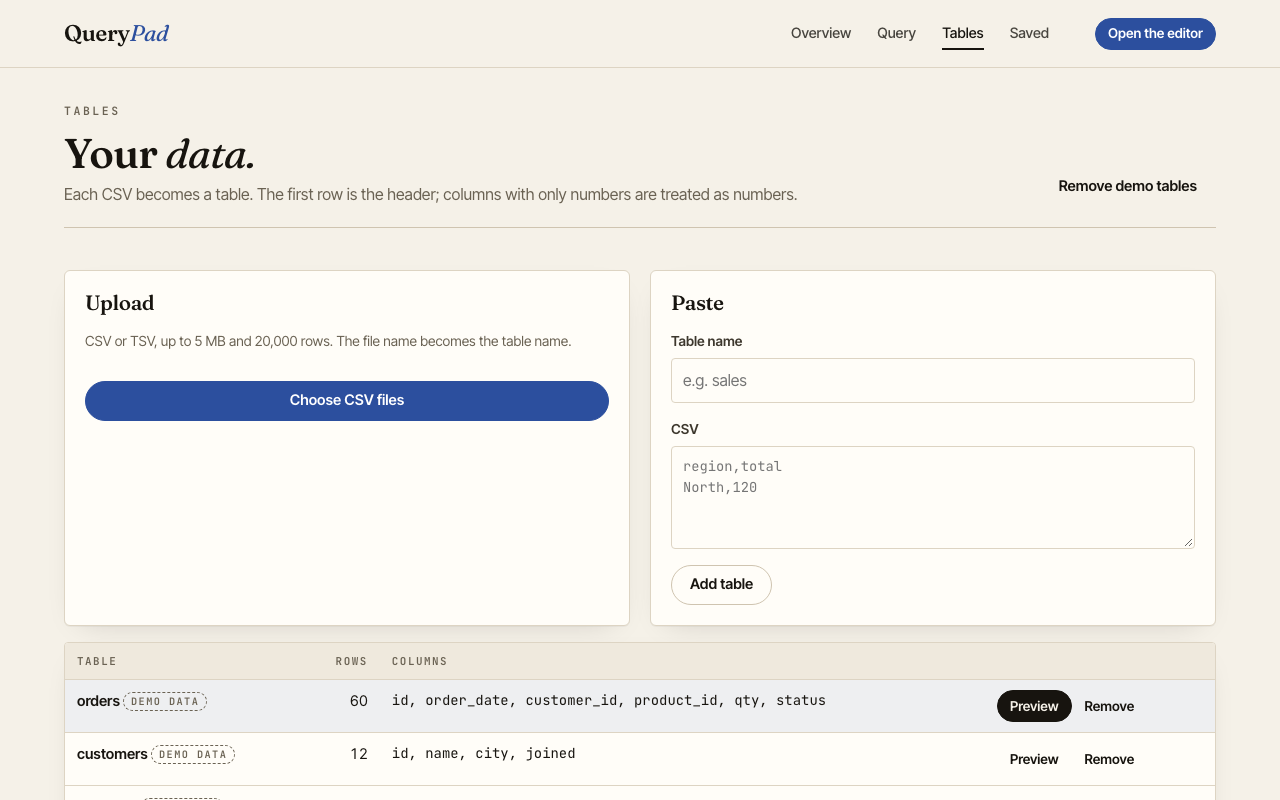 QueryPad
Overview Query Tables Saved Open the editor
TABLES
Your data.
Each CSV becomes a table. The first row is the header; columns with only numbers are treated as numbers.
Remove demo tables
Upload
CSV or TSV, up to 5 MB and 20,000 rows. The file name becomes the table name.
Choose CSV files
Paste
Table name
e.g. sales
CSV
region,total
North,120
Add table
TABLE ROWS COLUMNS
orders DEMO DATA 60 id, order_date, customer_id, product_id, qty, status Preview Remove
customers DEMO DATA 12 id, name, city, joined Preview Remove